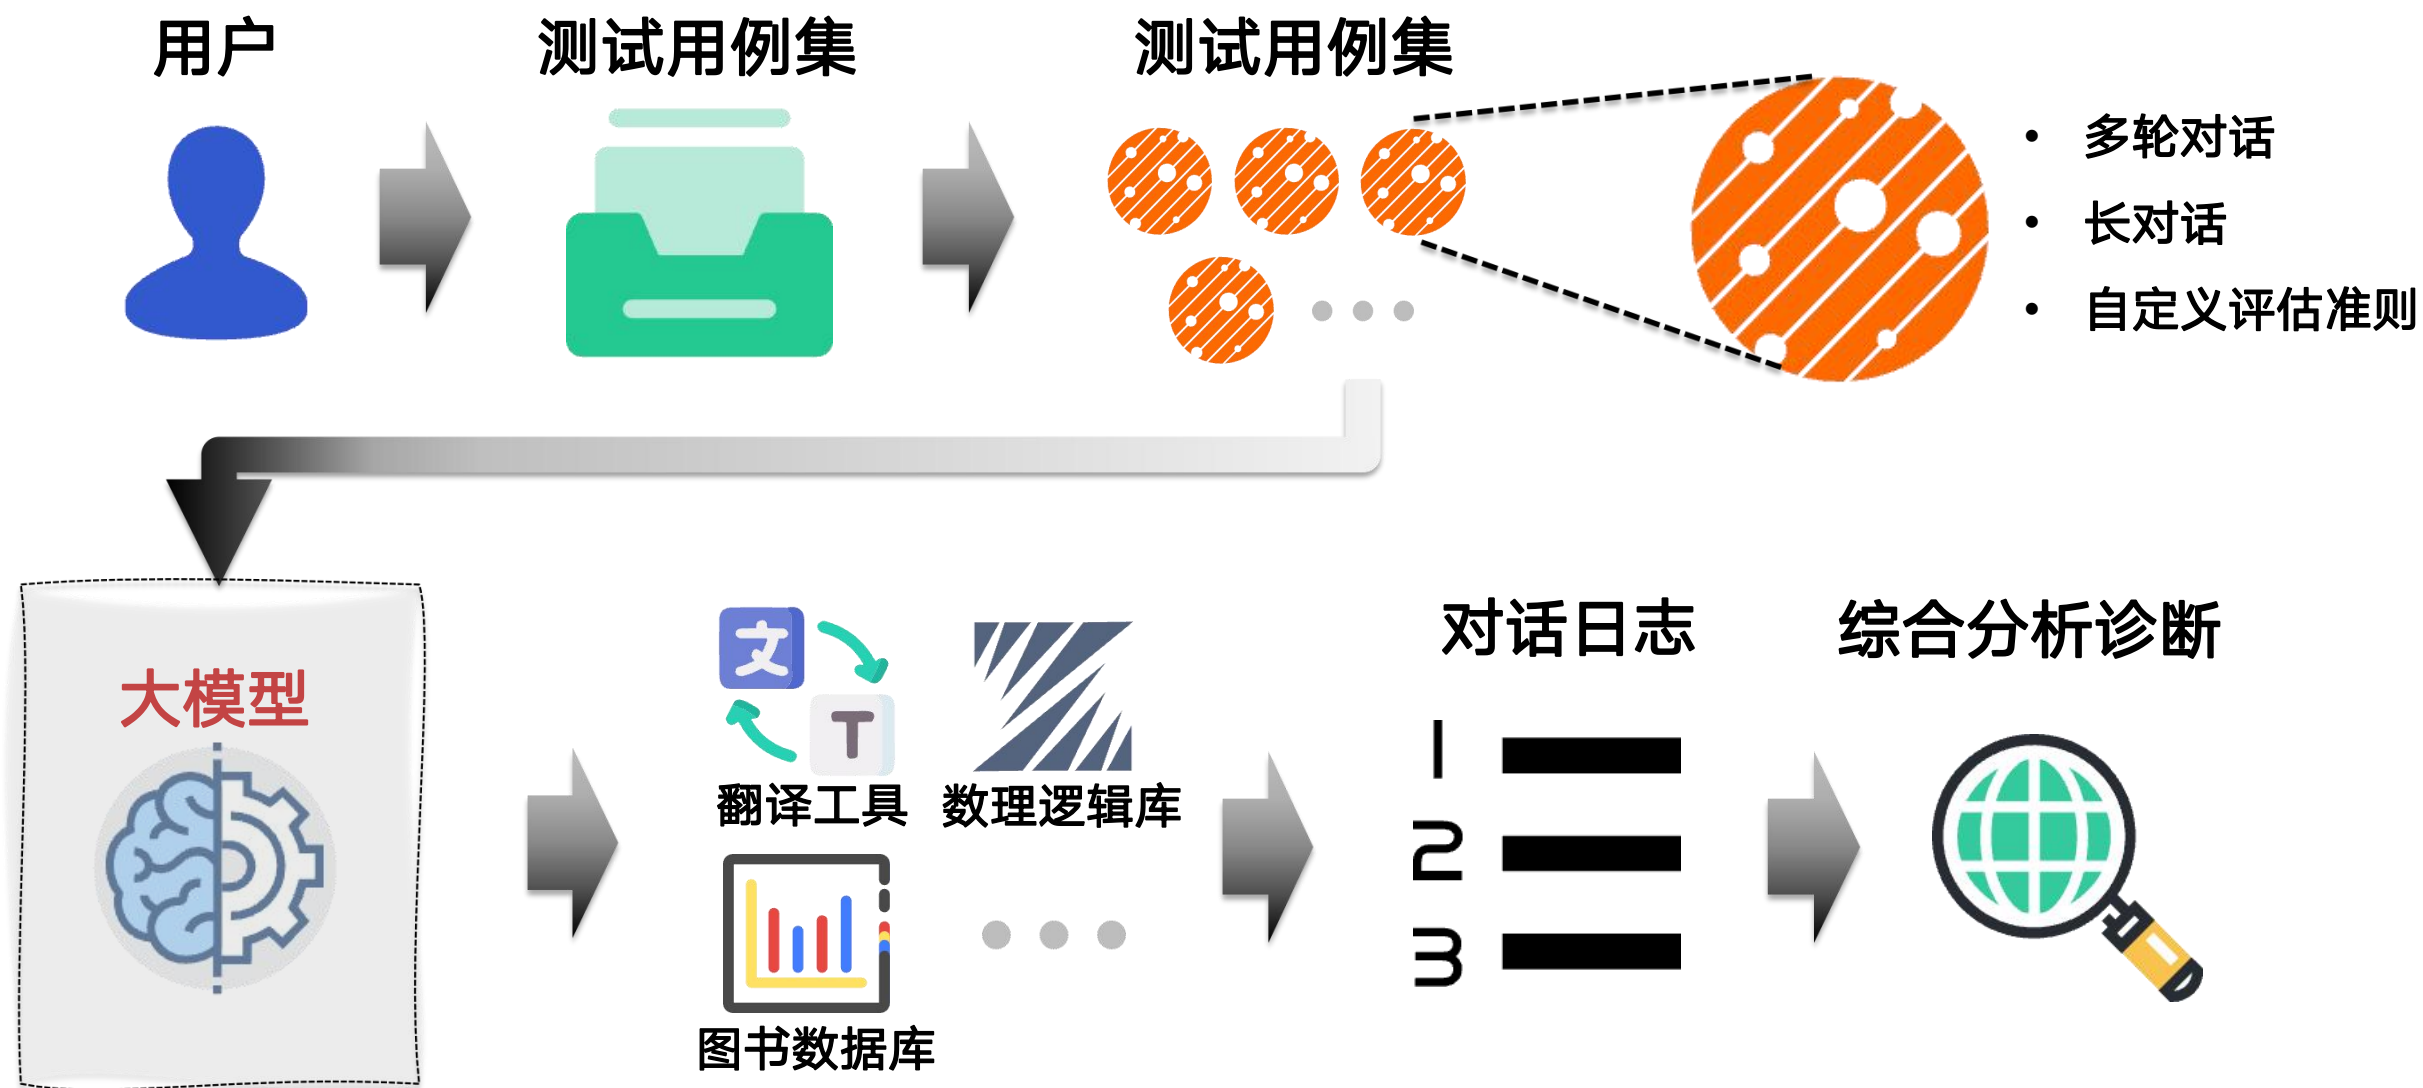 用户
测试用例集
测试用例集
• 多轮对话
• 长对话
• 自定义评估准则
大模型
文
T
翻译工具
数理逻辑库
图书数据库
对话日志
1
2
3
综合分析诊断